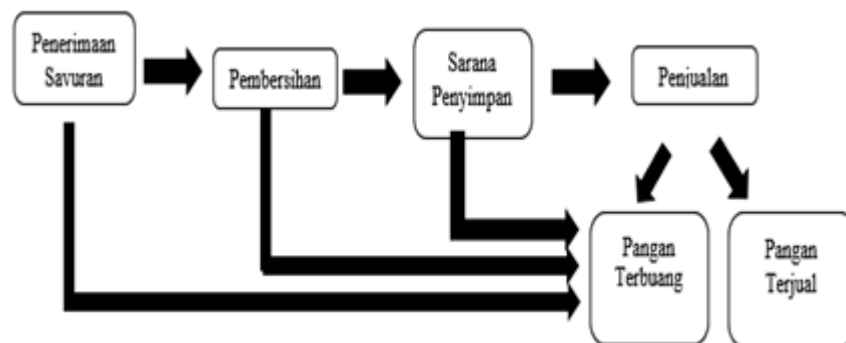 Penerimaan
Savuran
Pembersihan
Sarana
Penyimpan
Penjualan
Pangan
Terbuang
Pangan
Terjual